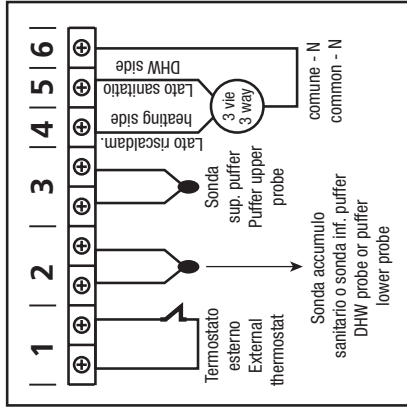 1 2 3 4 5 6
Termostato
esterno
External
thermostat
Sonda accumulo
sanitario o sonda inf. puffer
DHW probe or puffer
lower probe
Sonda
sup. puffer
Puffer upper
probe
Lato riscaldam.
heating side
Lato sanitatio
DHW side
3 vie
3 way
comune - N
common - N